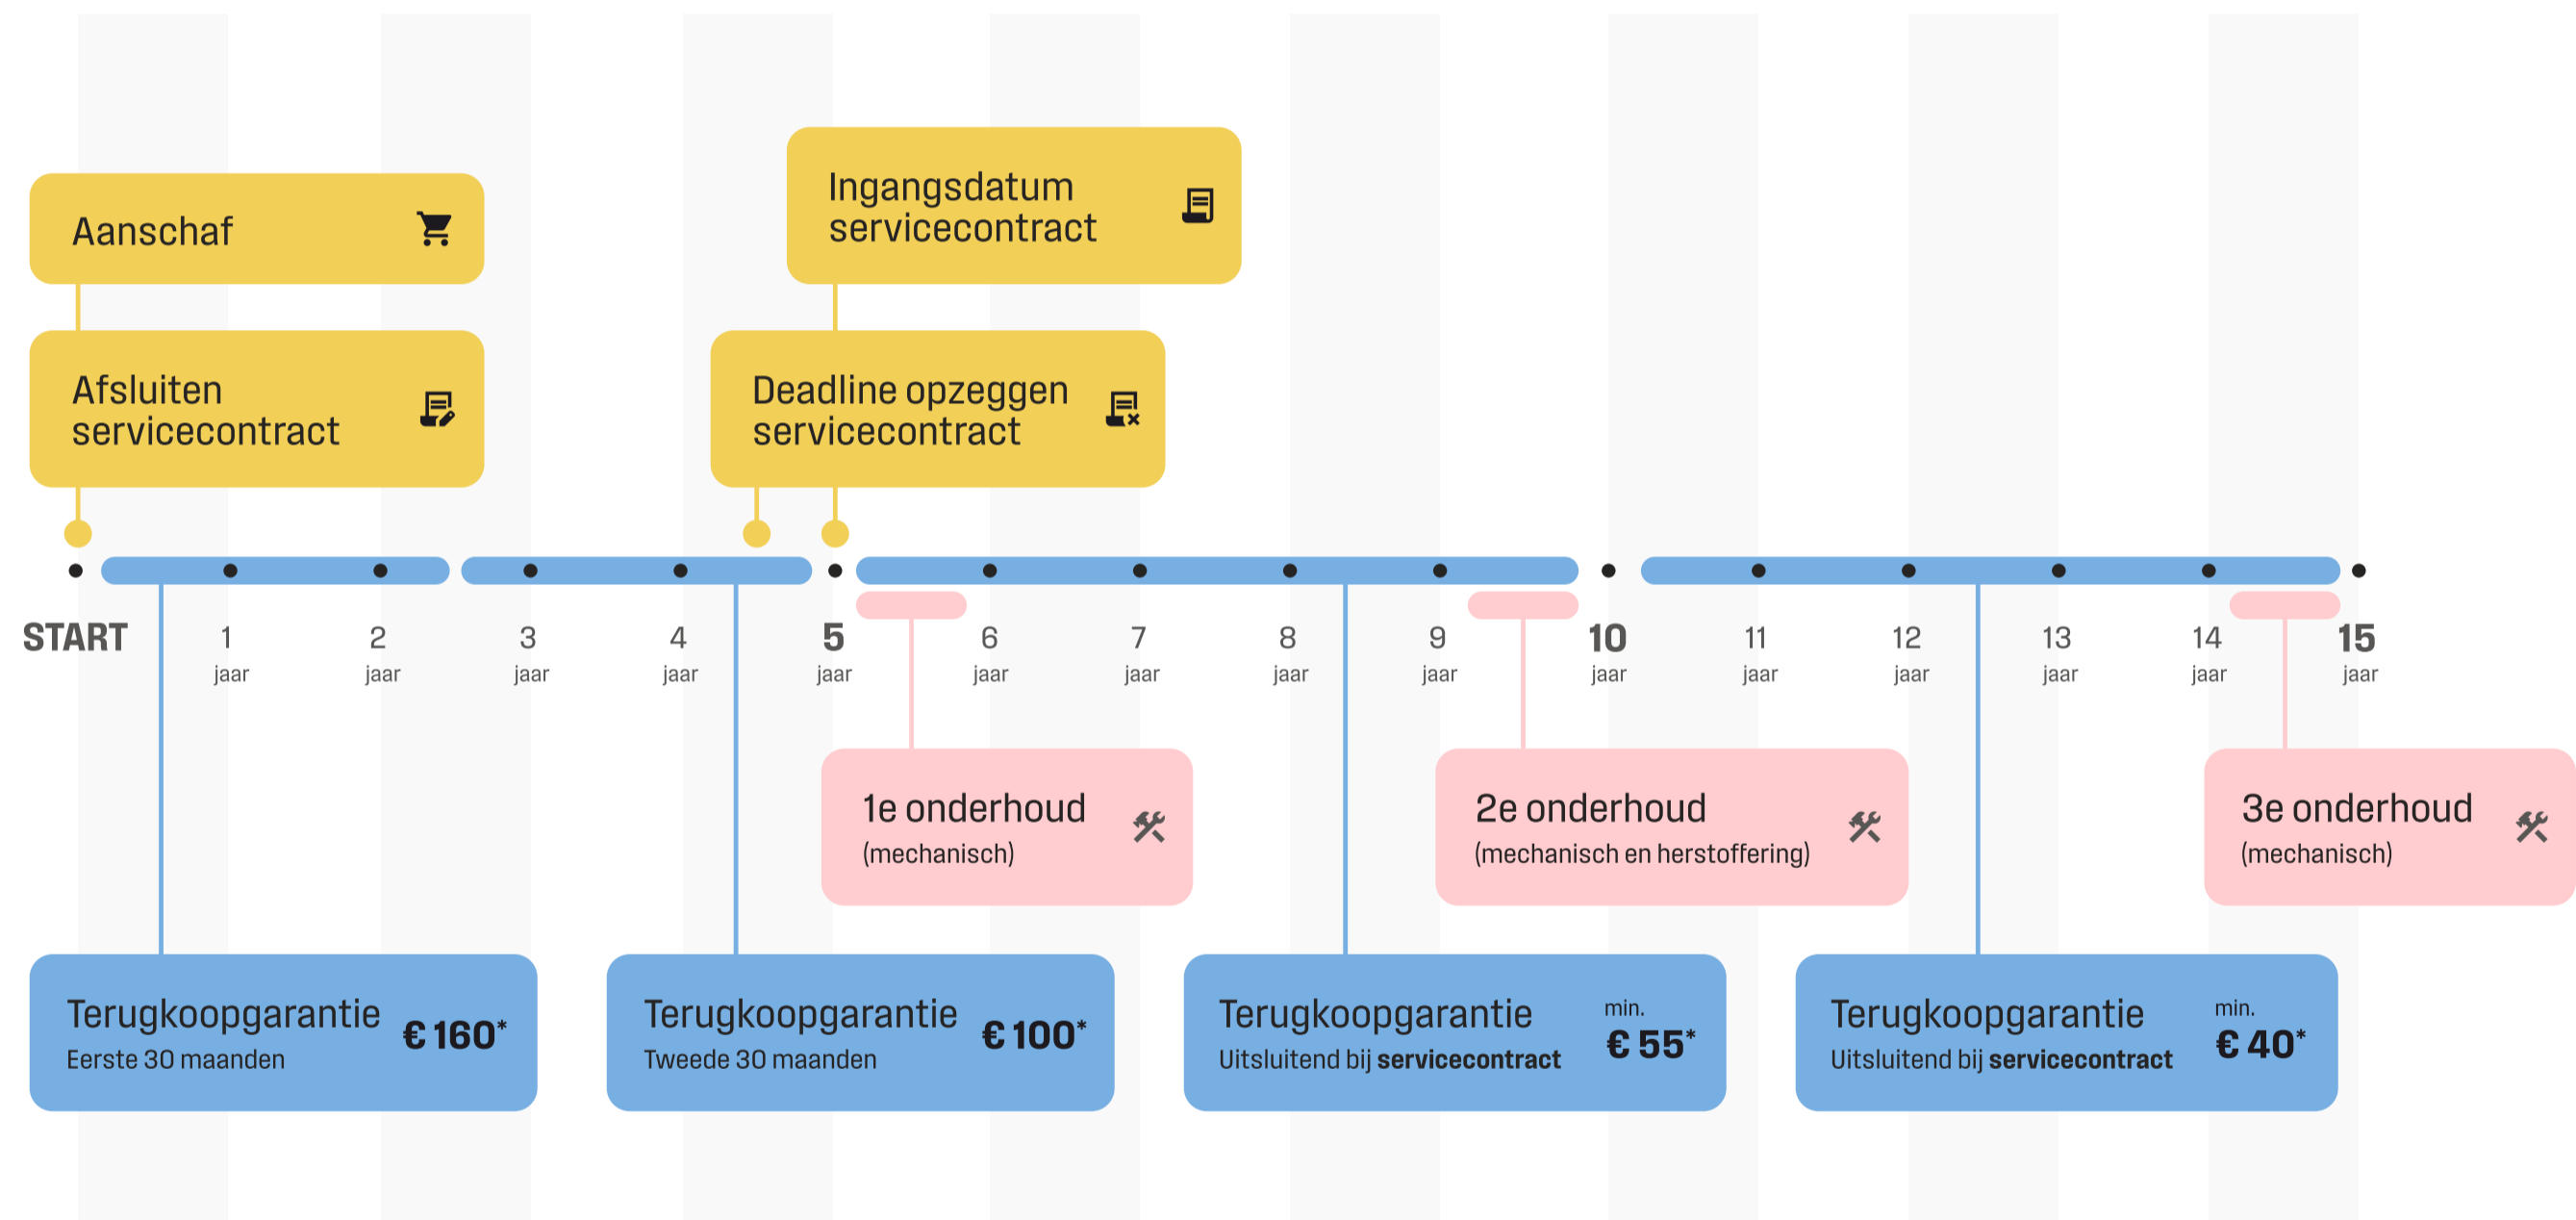 Aanschaf
Afsluiten
servicecontract
Ingangsdatum
servicecontract
Deadline opzeggen
servicecontract
START
1
jaar
2
jaar
3
jaar
4
jaar
5
jaar
6
jaar
7
jaar
8
jaar
9
jaar
10
jaar
11
jaar
12
jaar
13
jaar
14
jaar
15
jaar
1e onderhoud
(mechanisch)
2e onderhoud
(mechanisch en herstoffering)
3e onderhoud
(mechanisch)
Terugkoopgarantie
Eerste 30 maanden
€ 160*
Terugkoopgarantie
Tweede 30 maanden
€ 100*
Terugkoopgarantie
Uitsluitend bij servicecontract
min.
€ 55*
Terugkoopgarantie
Uitsluitend bij servicecontract
min.
€ 40*